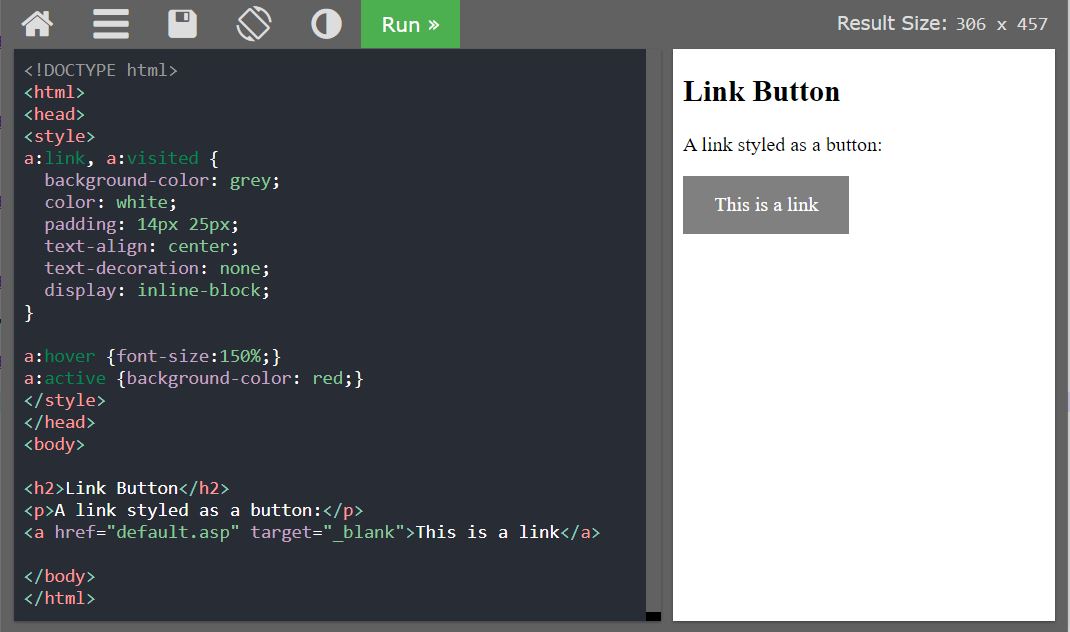 Run »
Result Size: 306 x 457
<!DOCTYPE html>
<html>
<head>
<style>
a:link, a:visited {
  background-color: grey;
  color: white;
  padding: 14px 25px;
  text-align: center;
  text-decoration: none;
  display: inline-block;
}

a:hover {font-size:150%;}
a:active {background-color: red;}
</style>
</head>
<body>

<h2>Link Button</h2>
<p>A link styled as a button:</p>
<a href="default.asp" target="_blank">This is a link</a>

</body>
</html>
Link Button
A link styled as a button:
This is a link